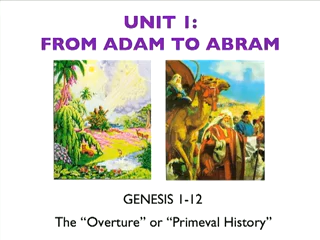 UNIT 1:
FROM ADAM TO ABRAM
GENESIS 1-12
The “Overture” or “Primeval History”